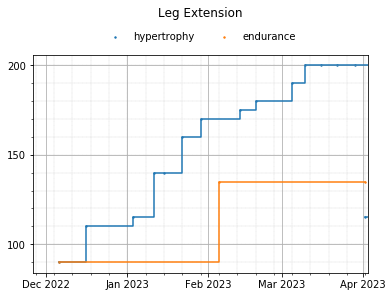 Leg Extension
hypertrophy endurance
200
150
100
Dec 2022 Jan 2023 Feb 2023 Mar 2023 Apr 2023